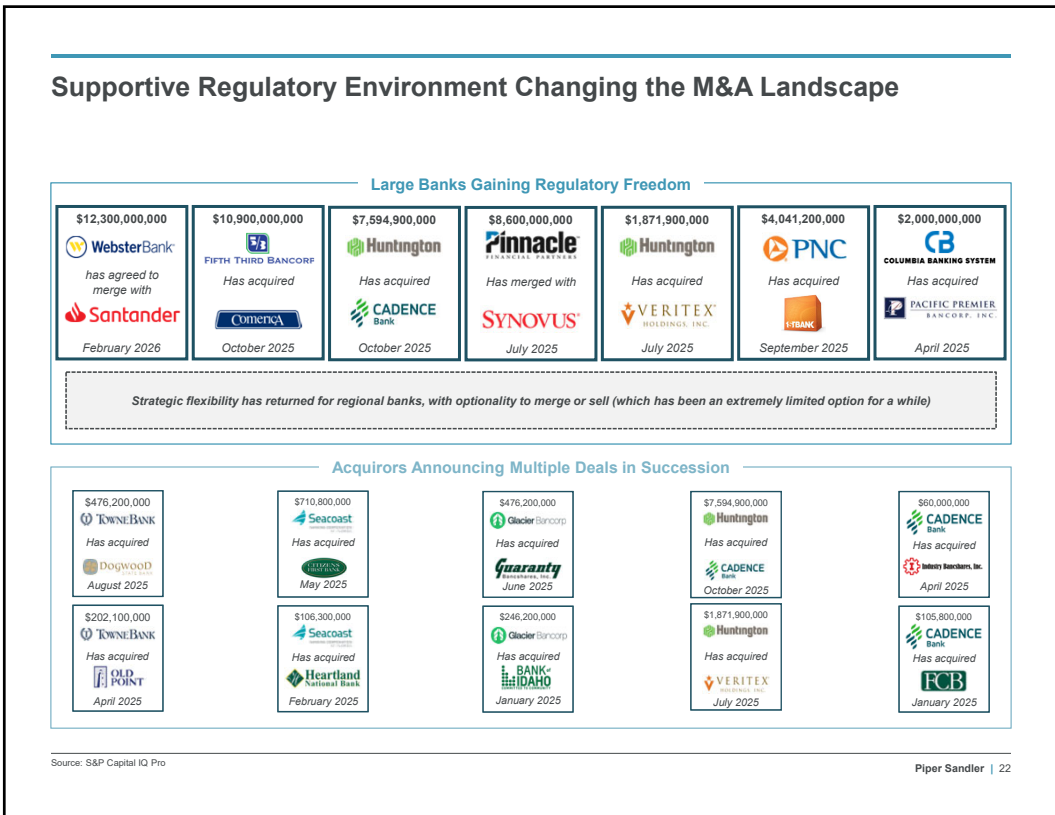 Supportive Regulatory Environment Changing the M&A Landscape
Large Banks Gaining Regulatory Freedom
$12,300,000,000
W WebsterBank
has agreed to
merge with
Santander
February 2026
$10,900,000,000
5/3
FIFTH THIRD BANCORP
Has acquired
Comerica
October 2025
$7,594,900,000
Huntington
Has acquired
CADENCE
Bank
October 2025
$8,600,000,000
Pinnacle
FINANCIAL PARTNERS
Has merged with
SYNOVUS
July 2025
$1,871,900,000
Huntington
Has acquired
VERITEX
HOLDINGS, INC.
July 2025
$4,041,200,000
PNC
Has acquired
1STBANK
September 2025
$2,000,000,000
CB
COLUMBIA BANKING SYSTEM
Has acquired
P PACIFIC PREMIER
BANCORP, INC.
April 2025
Strategic flexibility has returned for regional banks, with optionality to merge or sell (which has been an extremely limited option for a while)
Acquirors Announcing Multiple Deals in Succession
$476,200,000
TOWNEBANK
Has acquired
DOGWOOD
STATE BANK
August 2025
$710,800,000
Seacoast
Has acquired
CITIZENS
FIRST BANK
May 2025
$476,200,000
Glacier Bancorp
Has acquired
Guaranty
Bancshares, Inc.
June 2025
$7,594,900,000
Huntington
Has acquired
CADENCE
Bank
October 2025
$60,000,000
CADENCE
Bank
Has acquired
I Industry Bancshares, Inc.
April 2025
$202,100,000
TOWNEBANK
Has acquired
OLD
POINT
April 2025
$106,300,000
Seacoast
Has acquired
Heartland
National Bank
February 2025
$246,200,000
Glacier Bancorp
Has acquired
BANK of
IDAHO
COMMITTED TO COMMUNITY
January 2025
$1,871,900,000
Huntington
Has acquired
VERITEX
HOLDINGS, INC.
July 2025
$105,800,000
CADENCE
Bank
Has acquired
FCB
January 2025
Source: S&P Capital IQ Pro
Piper Sandler | 22